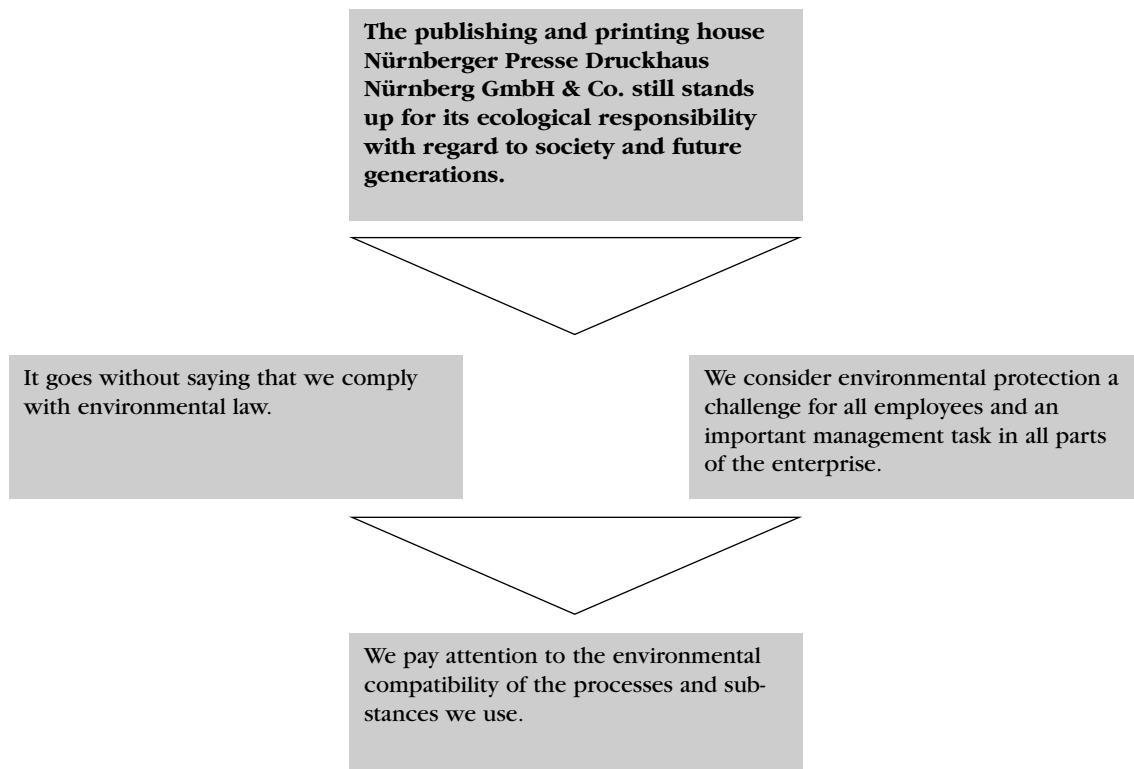 The publishing and printing house
Nürnberger Presse Druckhaus
Nürnberg GmbH & Co. still stands
up for its ecological responsibility
with regard to society and future
generations.
It goes without saying that we comply
with environmental law.
We consider environmental protection a
challenge for all employees and an
important management task in all parts
of the enterprise.
We pay attention to the environmental
compatibility of the processes and sub-
stances we use.